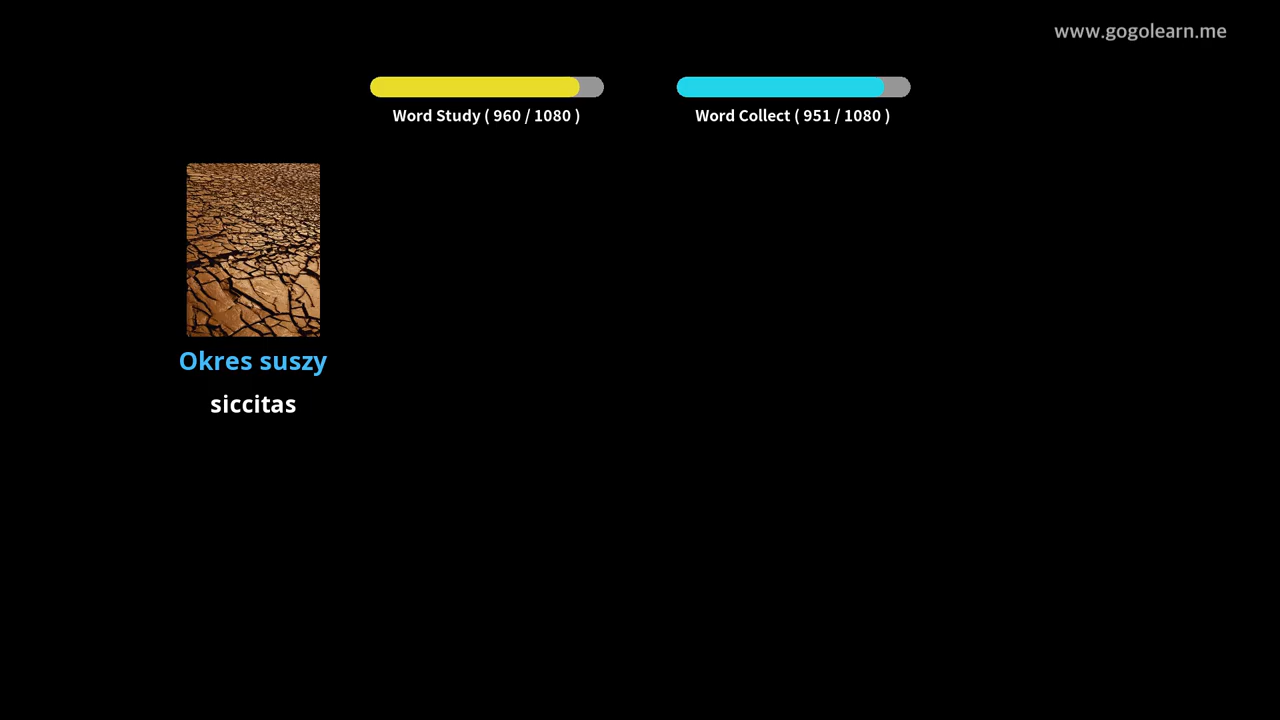 www.gogolearn.me
Word Study ( 960 / 1080 )
Word Collect ( 951 / 1080 )
Okres suszy
siccitas